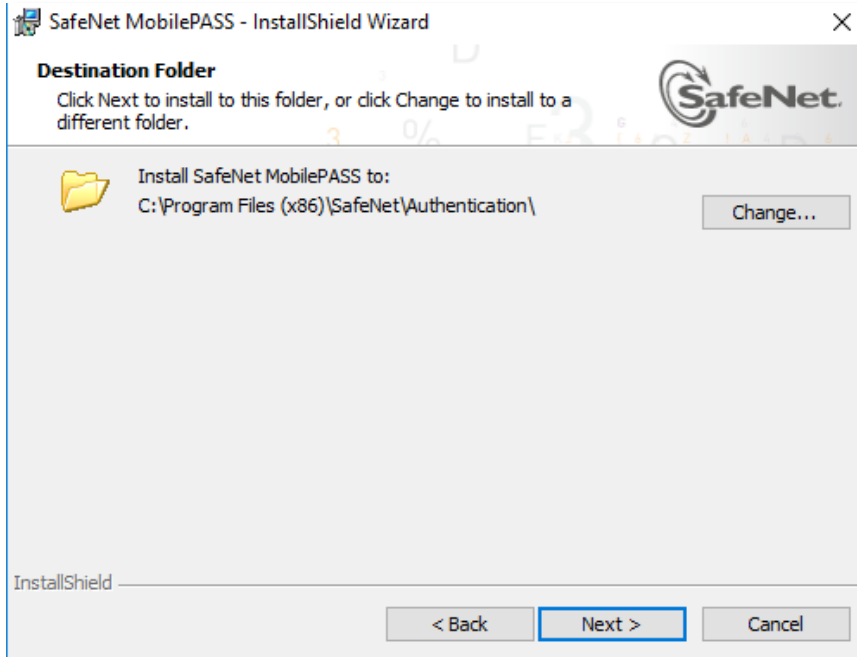 SafeNet MobilePASS - InstallShield Wizard
Destination Folder
Click Next to install to this folder, or click Change to install to a
different folder.
SafeNet.
Install SafeNet MobilePASS to:
C:\Program Files (x86)\SafeNet\Authentication\
Change...
InstallShield
< Back
Next >
Cancel